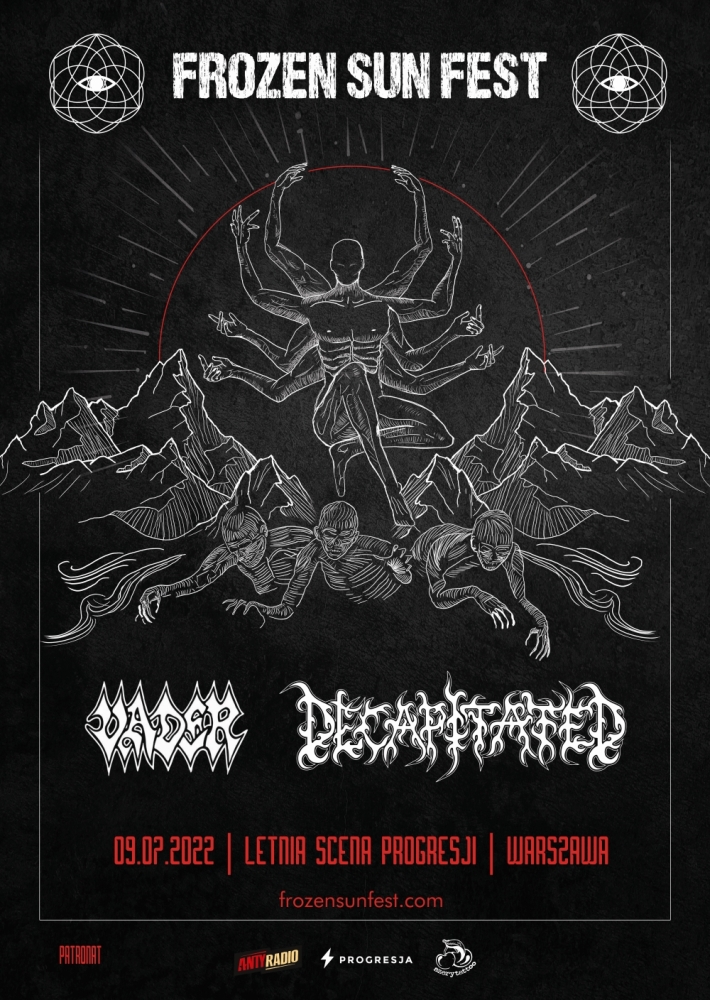 FROZEN SUN FEST
VADER
DECAPITATED
09.07.2022 | LETNIA SCENA PROGRESJI | WARSZAWA
frozensunfest.com
PATRONAT
ANTYRADIO
PROGRESJA